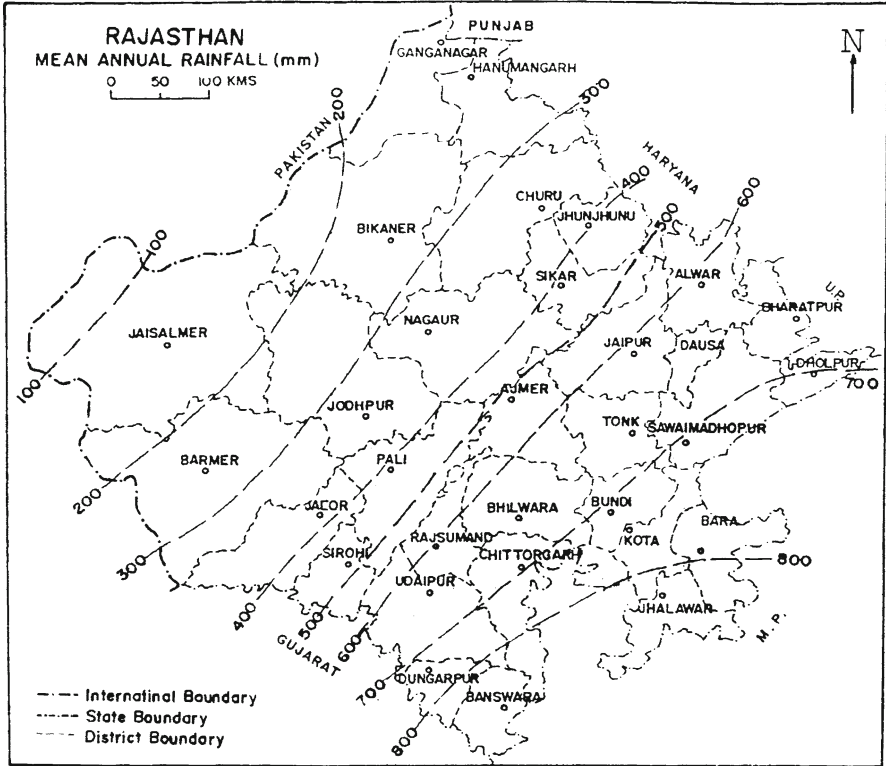 RAJASTHAN
MEAN ANNUAL RAINFALL (mm)
0 50 100 KMS
N
PUNJAB
GANGANAGAR
HANUMANGARH
200
300
PAKISTAN
HARYANA
400
500
600
CHURU
JHUNJHUNU
BIKANER
100
SIKAR
ALWAR
U.P.
BHARATPUR
NAGAUR
JAISALMER
JAIPUR
DAUSA
DHOLPUR
700
100
AJMER
JODHPUR
TONK
SAWAIMADHOPUR
BARMER
PALI
200
JALOR
BHILWARA
BUNDI
BARA
KOTA
SIROHI
RAJSUMAND
CHITTORGARH
300
800
UDAIPUR
JHALAWAR
400
500
600
GUJARAT
M.P.
700
DUNGARPUR
BANSWARA
800
Internatinal Boundary
State Boundary
District Boundary